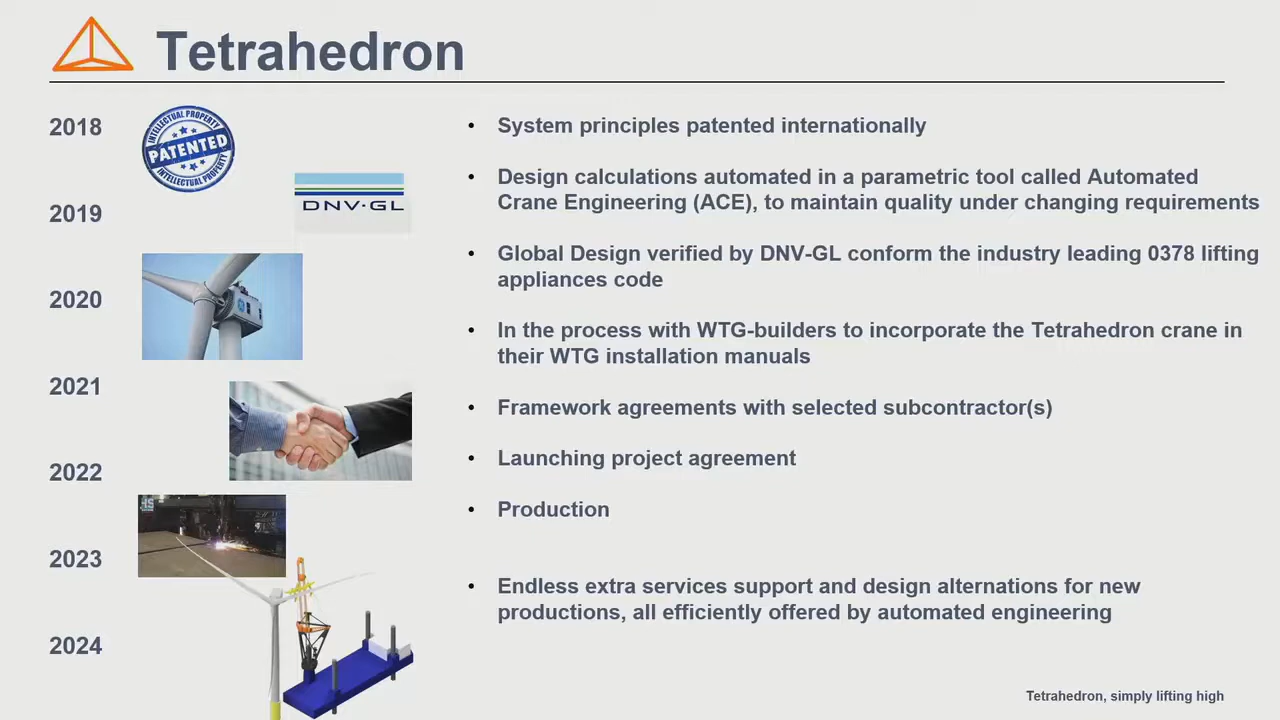 Tetrahedron
2018
INTELLECTUAL PROPERTY
PATENTED
INTELLECTUAL PROPERTY
• System principles patented internationally
• Design calculations automated in a parametric tool called Automated
Crane Engineering (ACE), to maintain quality under changing requirements
DNV·GL
2019
• Global Design verified by DNV-GL conform the industry leading 0378 lifting
appliances code
2020
• In the process with WTG-builders to incorporate the Tetrahedron crane in
their WTG installation manuals
2021
• Framework agreements with selected subcontractor(s)
2022
• Launching project agreement
• Production
2023
• Endless extra services support and design alternations for new
productions, all efficiently offered by automated engineering
2024
Tetrahedron, simply lifting high